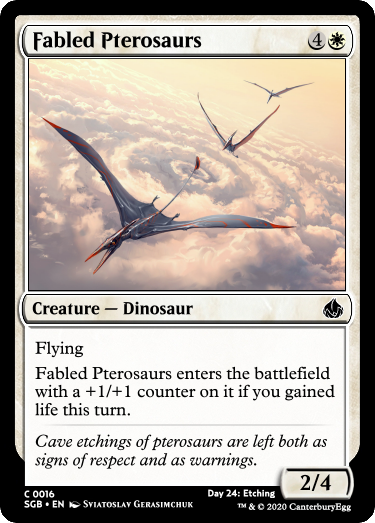 Fabled Pterosaurs 4
Creature — Dinosaur
Flying
Fabled Pterosaurs enters the battlefield
with a +1/+1 counter on it if you gained
life this turn.
Cave etchings of pterosaurs are left both as
signs of respect and as warnings.
2/4
C 0016
Day 24: Etching
SGB • EN Sviatoslav Gerasimchuk
™ & © 2020 CanterburyEgg